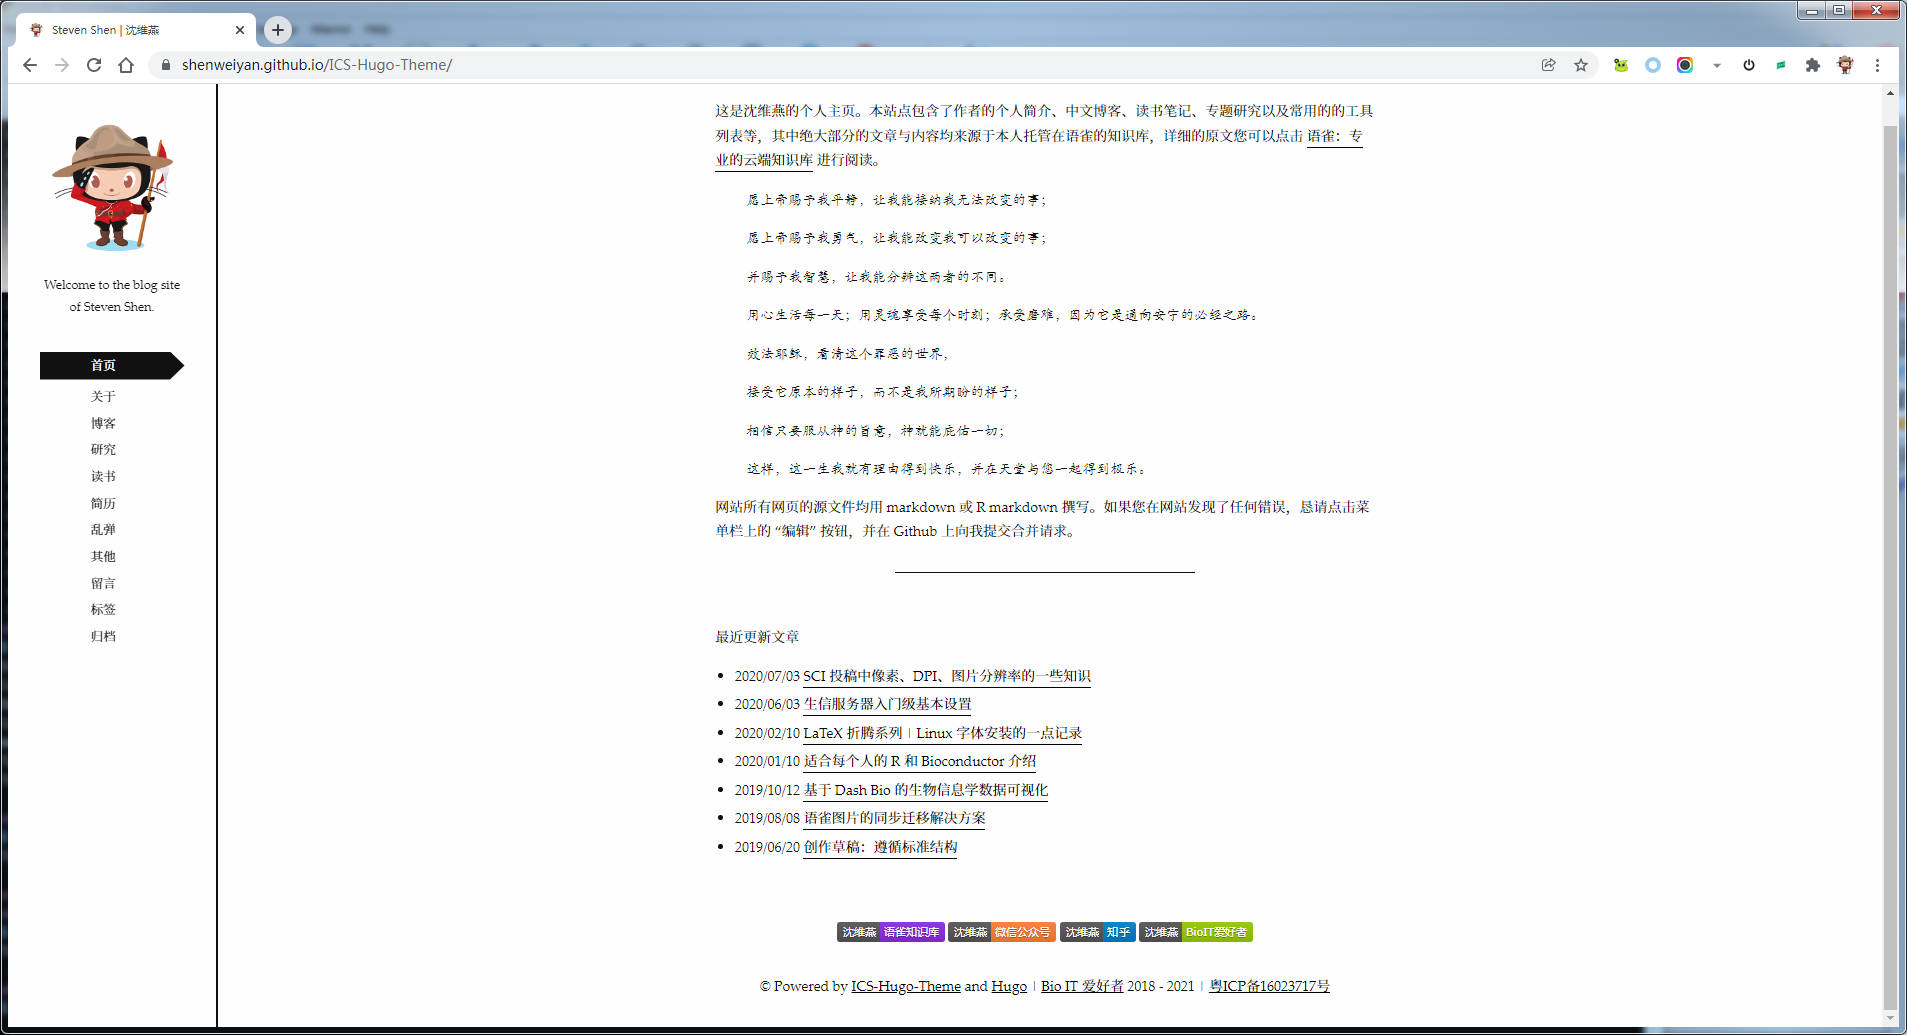 Steven Shen | 沈维燕
shenweiyan.github.io/ICS-Hugo-Theme/
Welcome to the blog site
of Steven Shen.
首页
关于
博客
研究
读书
简历
乱弹
其他
留言
标签
归档
这是沈维燕的个人主页。本站点包含了作者的个人简介、中文博客、读书笔记、专题研究以及常用的的工具
列表等，其中绝大部分的文章与内容均来源于本人托管在语雀的知识库，详细的原文您可以点击 语雀：专
业的云端知识库 进行阅读。
愿上帝赐予我平静，让我能接纳我无法改变的事；
愿上帝赐予我勇气，让我能改变我可以改变的事；
并赐予我智慧，让我能分辨这两者的不同。
用心生活每一天；用灵魂享受每个时刻；承受磨难，因为它是通向安宁的必经之路。
效法耶稣，看清这个罪恶的世界，
接受它原本的样子，而不是我所期盼的样子；
相信只要服从神的旨意，神就能庇佑一切；
这样，这一生我就有理由得到快乐，并在天堂与您一起得到极乐。
网站所有网页的源文件均用 markdown 或 R markdown 撰写。如果您在网站发现了任何错误，恳请点击菜
单栏上的 “编辑” 按钮，并在 Github 上向我提交合并请求。
最近更新文章
2020/07/03 SCI 投稿中像素、DPI、图片分辨率的一些知识
2020/06/03 生信服务器入门级基本设置
2020/02/10 LaTeX 折腾系列 | Linux 字体安装的一点记录
2020/01/10 适合每个人的 R 和 Bioconductor 介绍
2019/10/12 基于 Dash Bio 的生物信息学数据可视化
2019/08/08 语雀图片的同步迁移解决方案
2019/06/20 创作草稿：遵循标准结构
沈维燕 语雀知识库 沈维燕 微信公众号 沈维燕 知乎 沈维燕 BioIT爱好者
© Powered by ICS-Hugo-Theme and Hugo | Bio IT 爱好者 2018 - 2021 | 粤ICP备16023717号